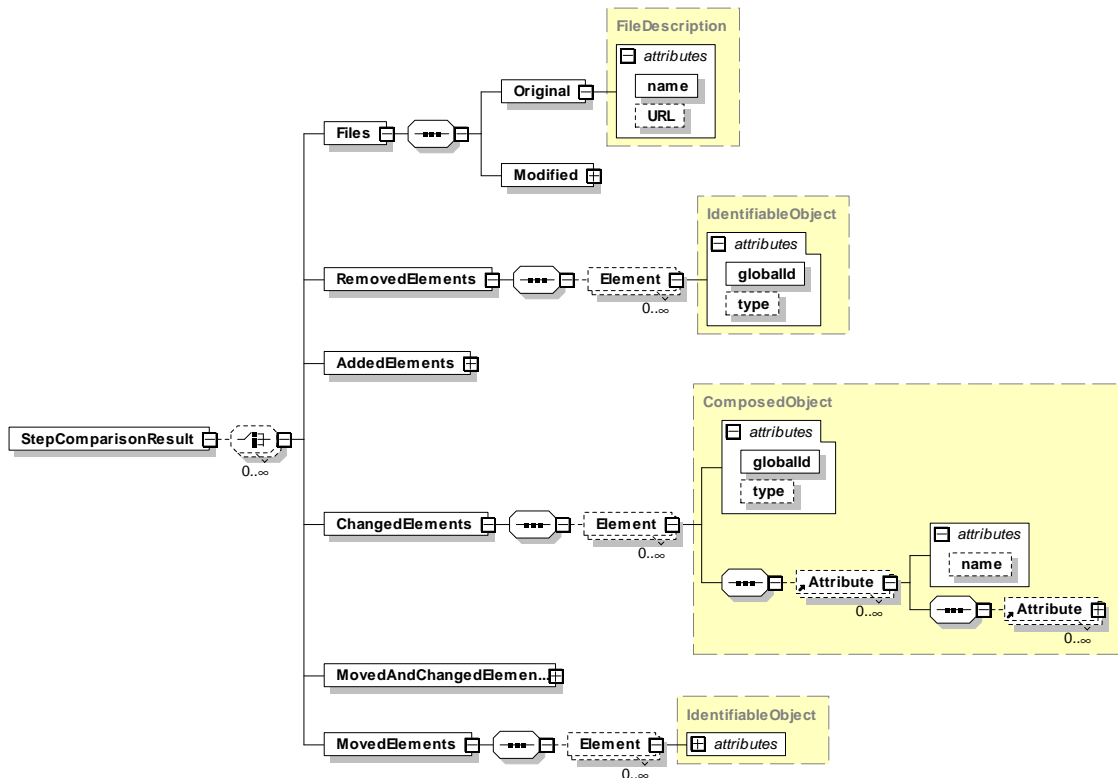 FileDescription
attributes
name
URL
Original
Files
Modified
IdentifiableObject
attributes
globalId
type
RemovedElements
Element
0..∞
AddedElements
ComposedObject
attributes
globalId
type
StepComparisonResult
0..∞
ChangedElements
Element
0..∞
attributes
name
Attribute
0..∞
Attribute
0..∞
MovedAndChangedElemen...
IdentifiableObject
attributes
MovedElements
Element
0..∞